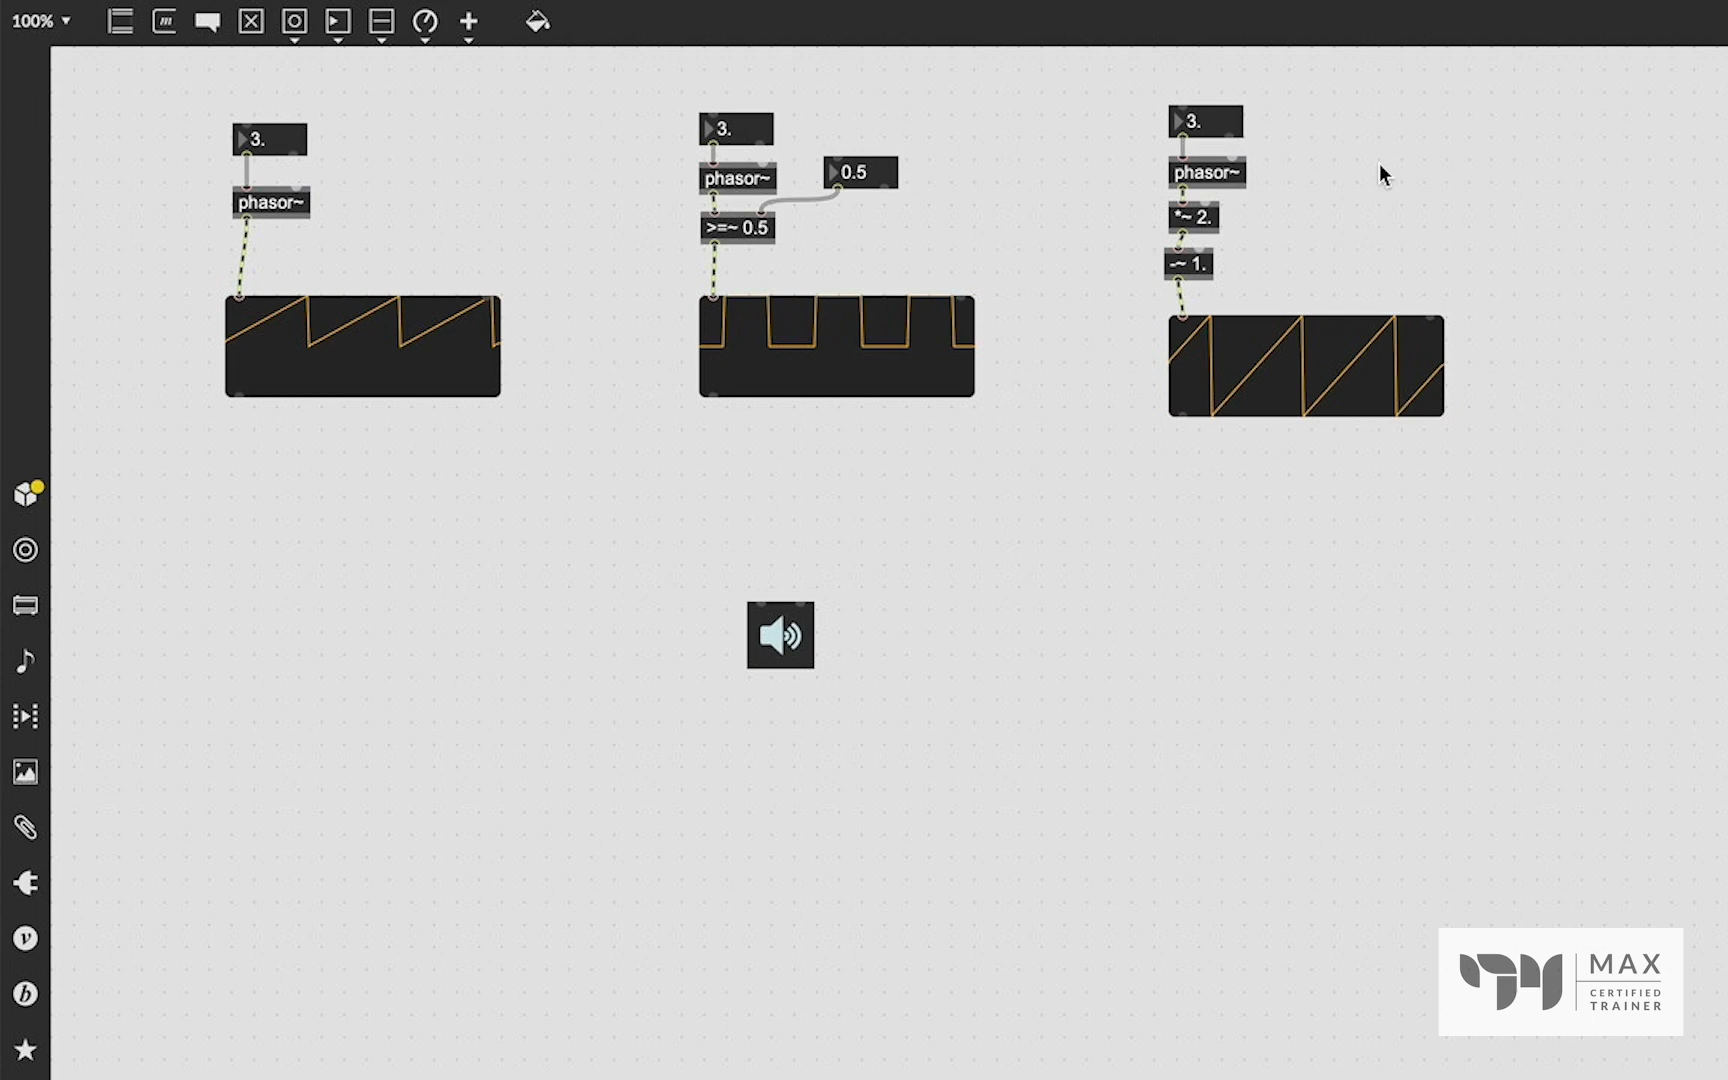 100%
3.
phasor~
3.
phasor~
0.5
>=~ 0.5
3.
phasor~
*~ 2.
-~ 1.
m
v
b
MAX
CERTIFIED
TRAINER